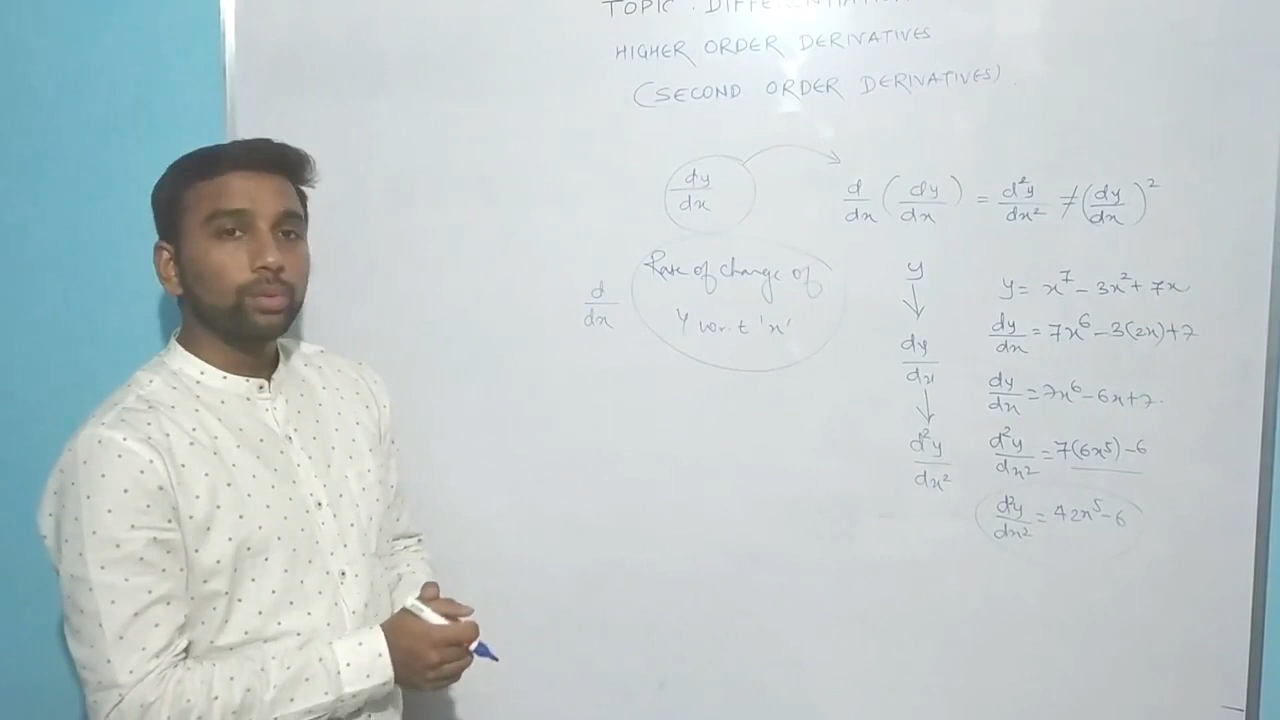 TOPIC . DIFFERENTIATION
HIGHER ORDER DERIVATIVES
(SECOND ORDER DERIVATIVES).
dy/dx
d/dx (dy/dx) = d²y/dx² ≠ (dy/dx)²
d/dx
Rate of change of
y w.r.t 'x'
y
↓
dy/dx
↓
d²y/dx²
y = x⁷ - 3x² + 7x
dy/dx = 7x⁶ - 3(2x) + 7
dy/dx = 7x⁶ - 6x + 7.
d²y/dx² = 7(6x⁵) - 6
d²y/dx² = 42x⁵ - 6